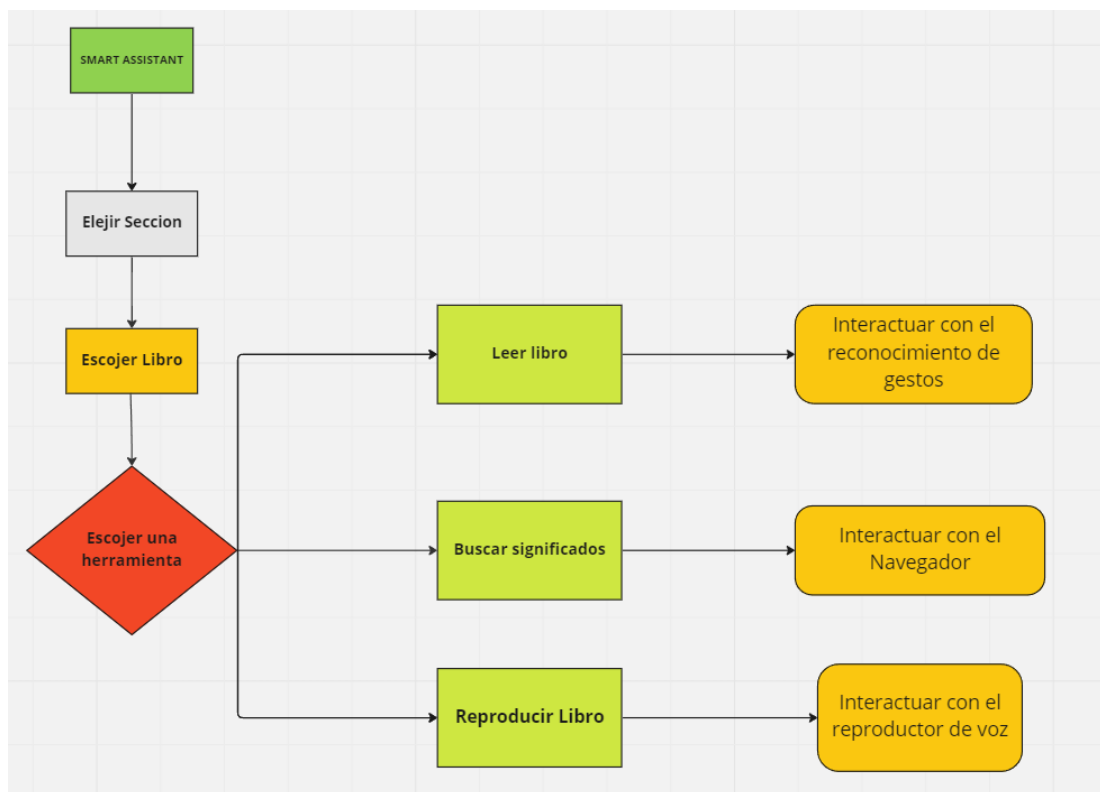 SMART ASSISTANT
Elejir Seccion
Escojer Libro
Escojer una
herramienta
Leer libro
Interactuar con el
reconocimiento de
gestos
Buscar significados
Interactuar con el
Navegador
Reproducir Libro
Interactuar con el
reproductor de voz